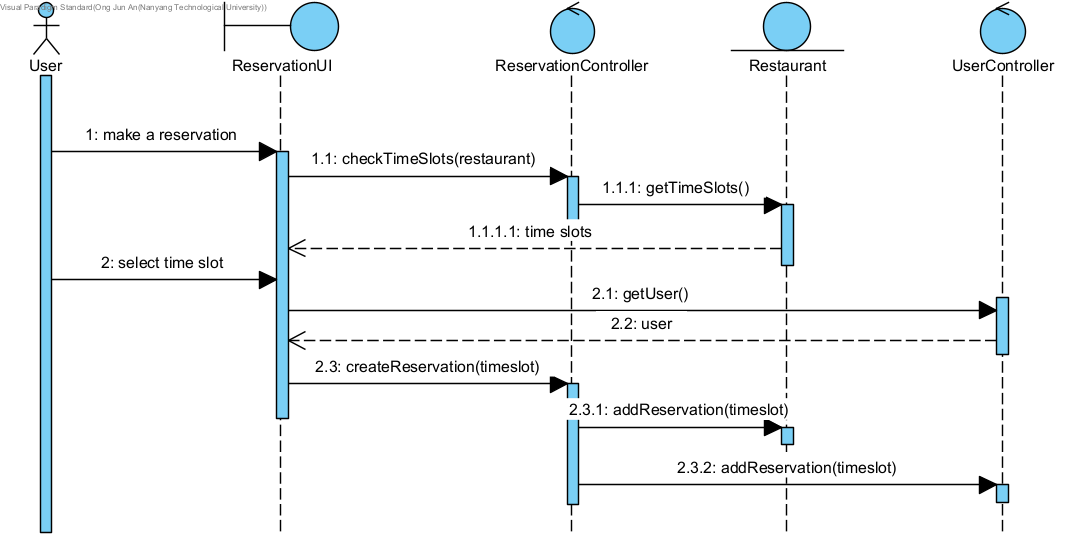 Visual Paradigm Standard(Ong Jun An(Nanyang Technological University))
User
ReservationUI
ReservationController
Restaurant
UserController
1: make a reservation
1.1: checkTimeSlots(restaurant)
1.1.1: getTimeSlots()
1.1.1.1: time slots
2: select time slot
2.1: getUser()
2.2: user
2.3: createReservation(timeslot)
2.3.1: addReservation(timeslot)
2.3.2: addReservation(timeslot)